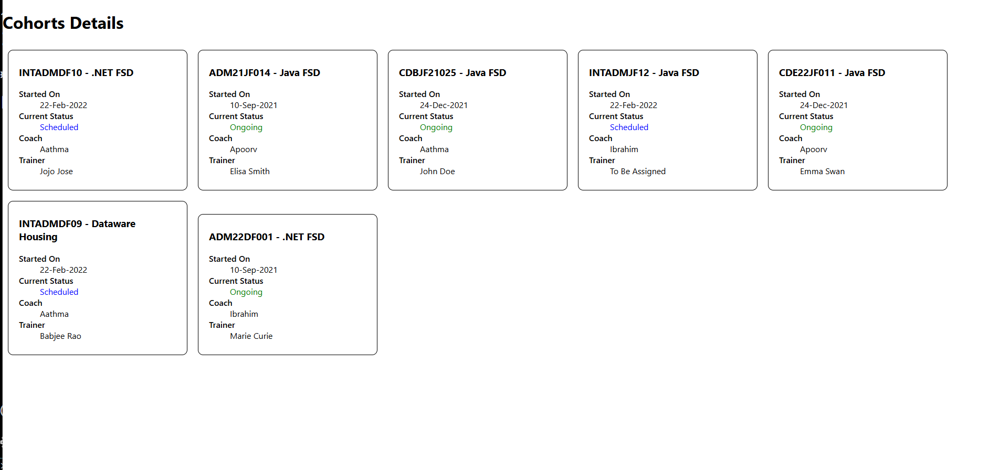 Cohorts Details
INTADMDF10 - .NET FSD
Started On
22-Feb-2022
Current Status
Scheduled
Coach
Aathma
Trainer
Jojo Jose
ADM21JF014 - Java FSD
Started On
10-Sep-2021
Current Status
Ongoing
Coach
Apoorv
Trainer
Elisa Smith
CDBJF21025 - Java FSD
Started On
24-Dec-2021
Current Status
Ongoing
Coach
Aathma
Trainer
John Doe
INTADMJF12 - Java FSD
Started On
22-Feb-2022
Current Status
Scheduled
Coach
Ibrahim
Trainer
To Be Assigned
CDE22JF011 - Java FSD
Started On
24-Dec-2021
Current Status
Ongoing
Coach
Apoorv
Trainer
Emma Swan
INTADMDF09 - Dataware
Housing
Started On
22-Feb-2022
Current Status
Scheduled
Coach
Aathma
Trainer
Babjee Rao
ADM22DF001 - .NET FSD
Started On
10-Sep-2021
Current Status
Ongoing
Coach
Ibrahim
Trainer
Marie Curie